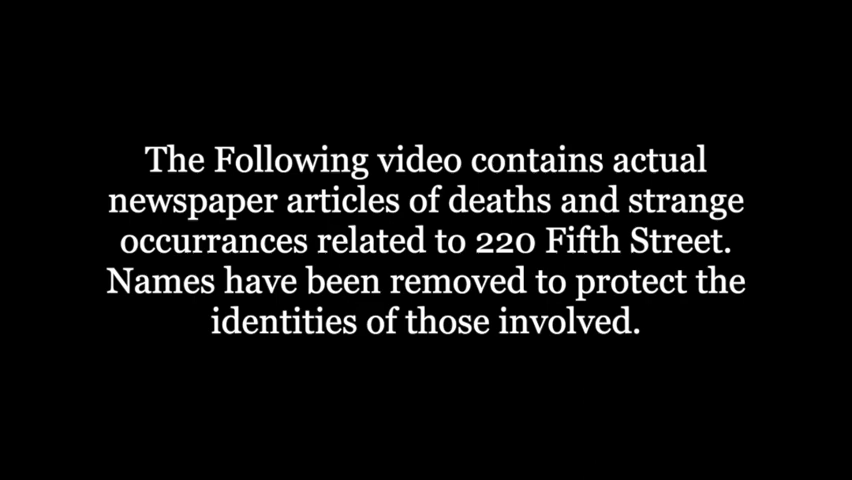 The Following video contains actual
newspaper articles of deaths and strange
occurrances related to 220 Fifth Street.
Names have been removed to protect the
identities of those involved.